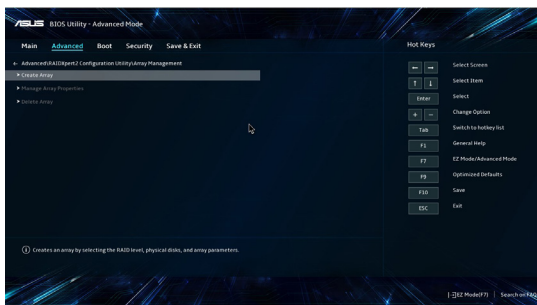 ASUS BIOS Utility - Advanced Mode
Main Advanced Boot Security Save & Exit
Hot Keys
← Advanced\RAIDXpert2 Configuration Utility\Array Management
▶ Create Array
▶ Manage Array Properties
▶ Delete Array
← → Select Screen
↑ ↓ Select Item
Enter Select
+ − Change Option
Tab Switch to hotkey list
F1 General Help
F7 EZ Mode/Advanced Mode
F9 Optimized Defaults
F10 Save
ESC Exit
Creates an array by selecting the RAID level, physical disks, and array parameters.
EZ Mode(F7) | Search on FAQ